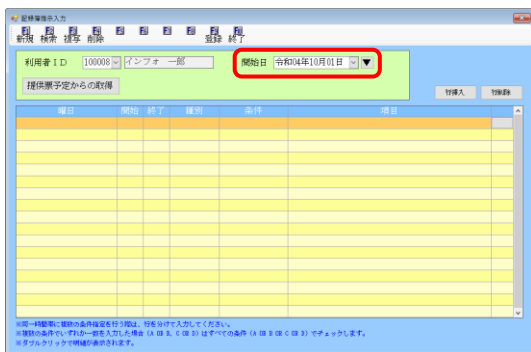 記録業指示入力
新規 検索 複写 削除 登録 終了
利用者ID 100008 インフォ 一郎 開始日 令和04年10月01日
提供票予定からの取得
行挿入 行削除
曜日 開始 終了 種別 条件 項目
※同一時間帯に複数の条件指定を行う際は、行を分けて入力してください。
※複数の条件でいずれか一致を入力した場合 (A OR B、C OR D) はすべての条件 (A OR B OR C OR D) でチェックします。
※ダブルクリックで明細が表示されます。